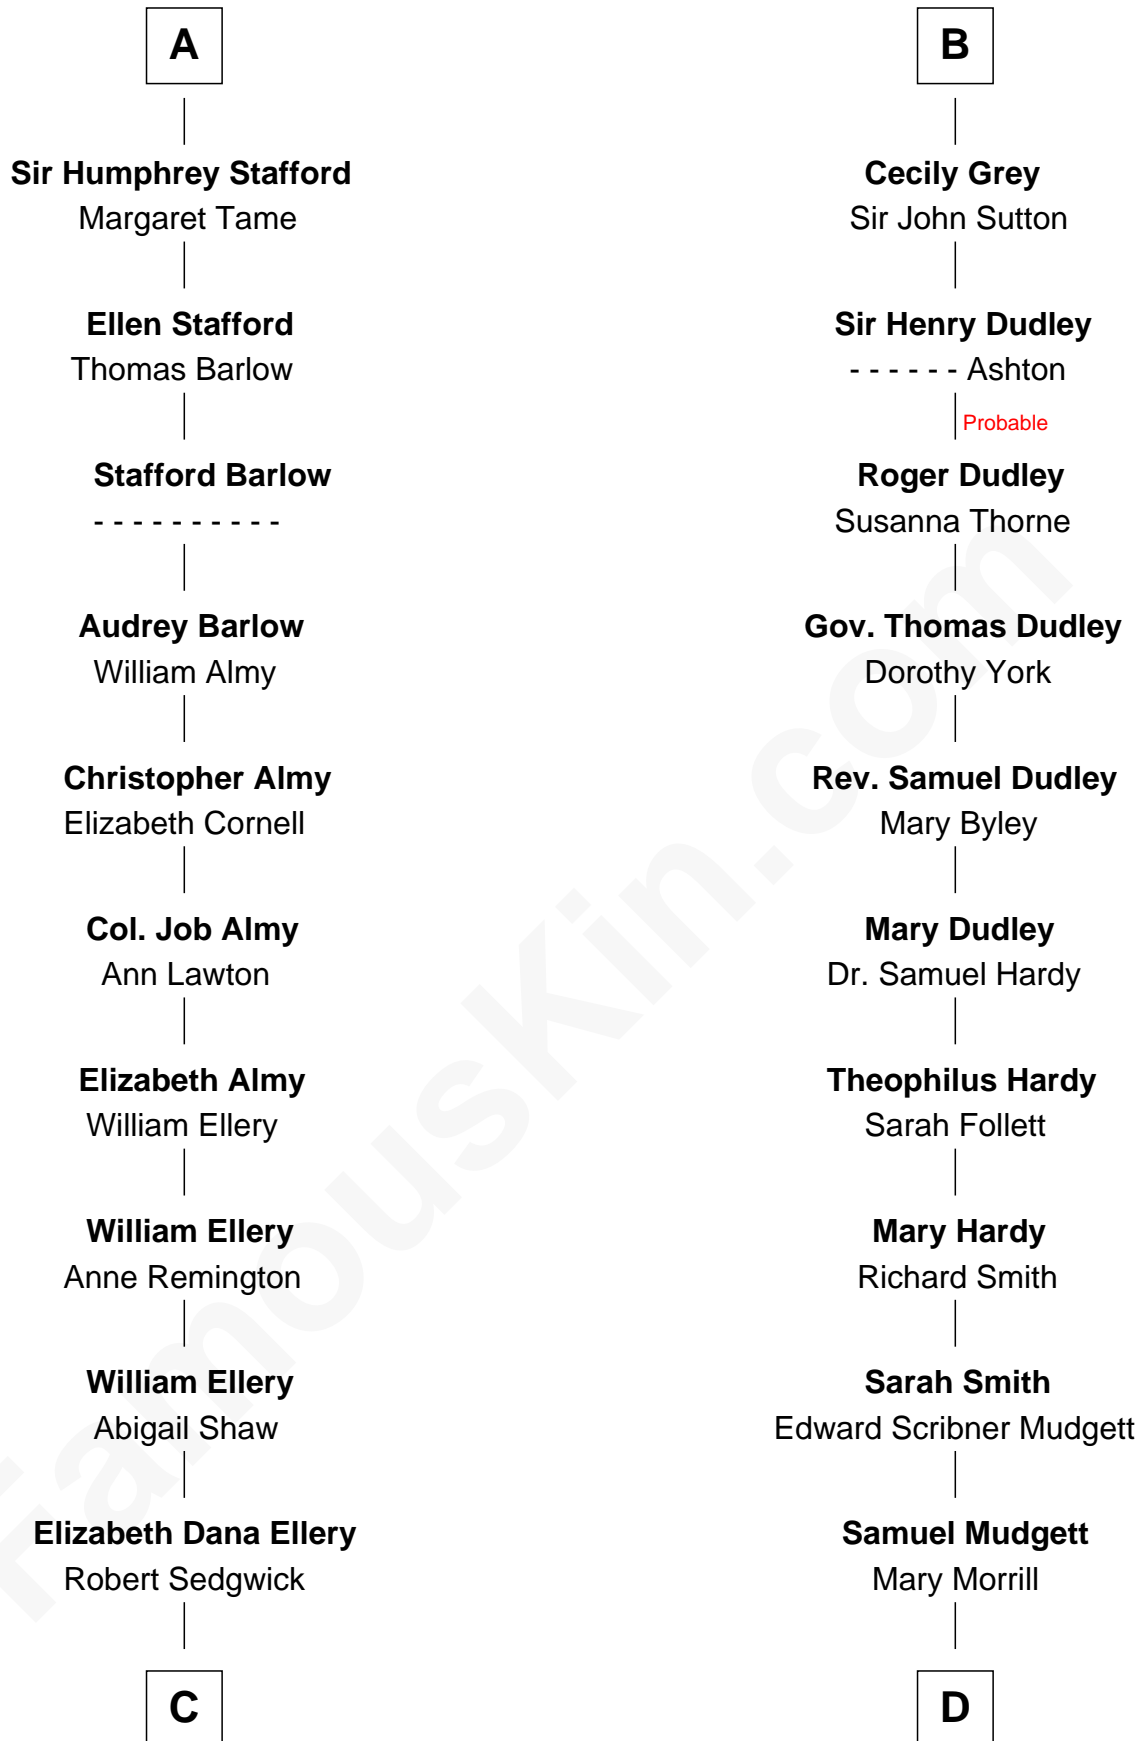 A
Sir Humphrey Stafford
Margaret Tame
Ellen Stafford
Thomas Barlow
Stafford Barlow
- - - - - - - - - -
Audrey Barlow
William Almy
Christopher Almy
Elizabeth Cornell
Col. Job Almy
Ann Lawton
Elizabeth Almy
William Ellery
William Ellery
Anne Remington
William Ellery
Abigail Shaw
Elizabeth Dana Ellery
Robert Sedgwick
C
B
Cecily Grey
Sir John Sutton
Sir Henry Dudley
- - - - - - Ashton
Probable
Roger Dudley
Susanna Thorne
Gov. Thomas Dudley
Dorothy York
Rev. Samuel Dudley
Mary Byley
Mary Dudley
Dr. Samuel Hardy
Theophilus Hardy
Sarah Follett
Mary Hardy
Richard Smith
Sarah Smith
Edward Scribner Mudgett
Samuel Mudgett
Mary Morrill
D
FamousKin.com